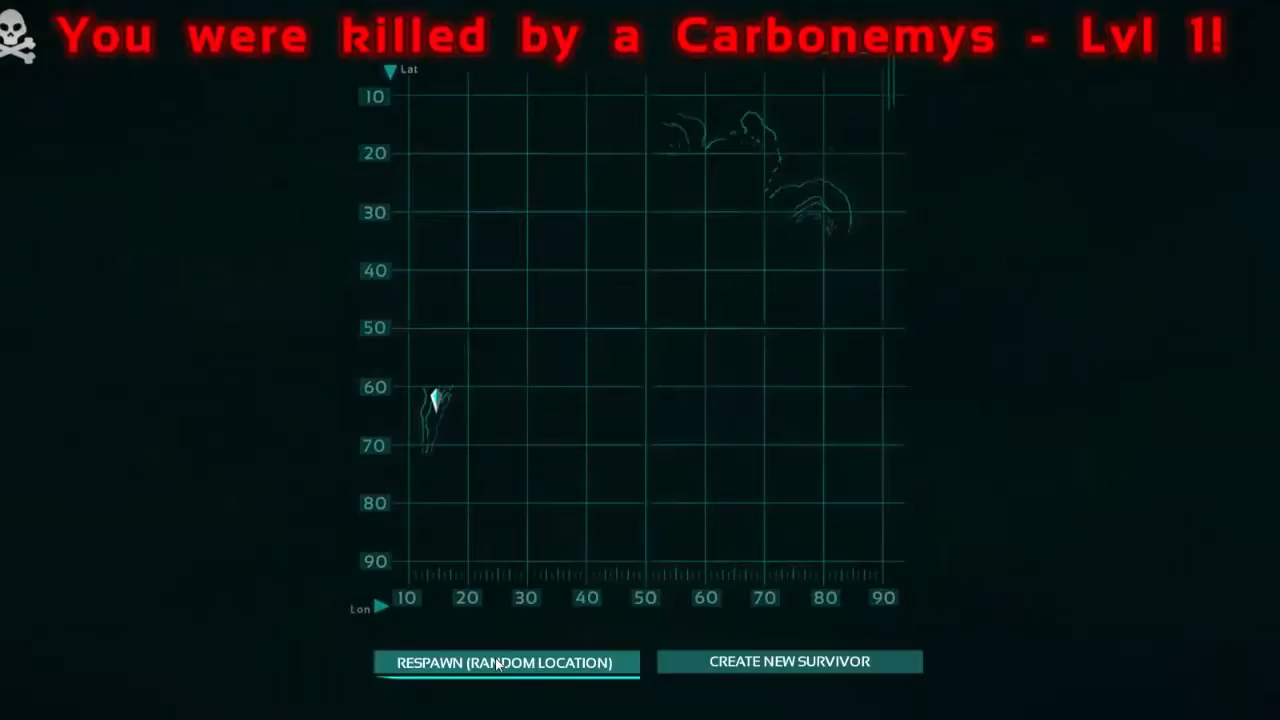 You were killed by a Carbonemys - Lvl 1!
Lat
10
20
30
40
50
60
70
80
90
Lon 10 20 30 40 50 60 70 80 90
RESPAWN (RANDOM LOCATION) CREATE NEW SURVIVOR